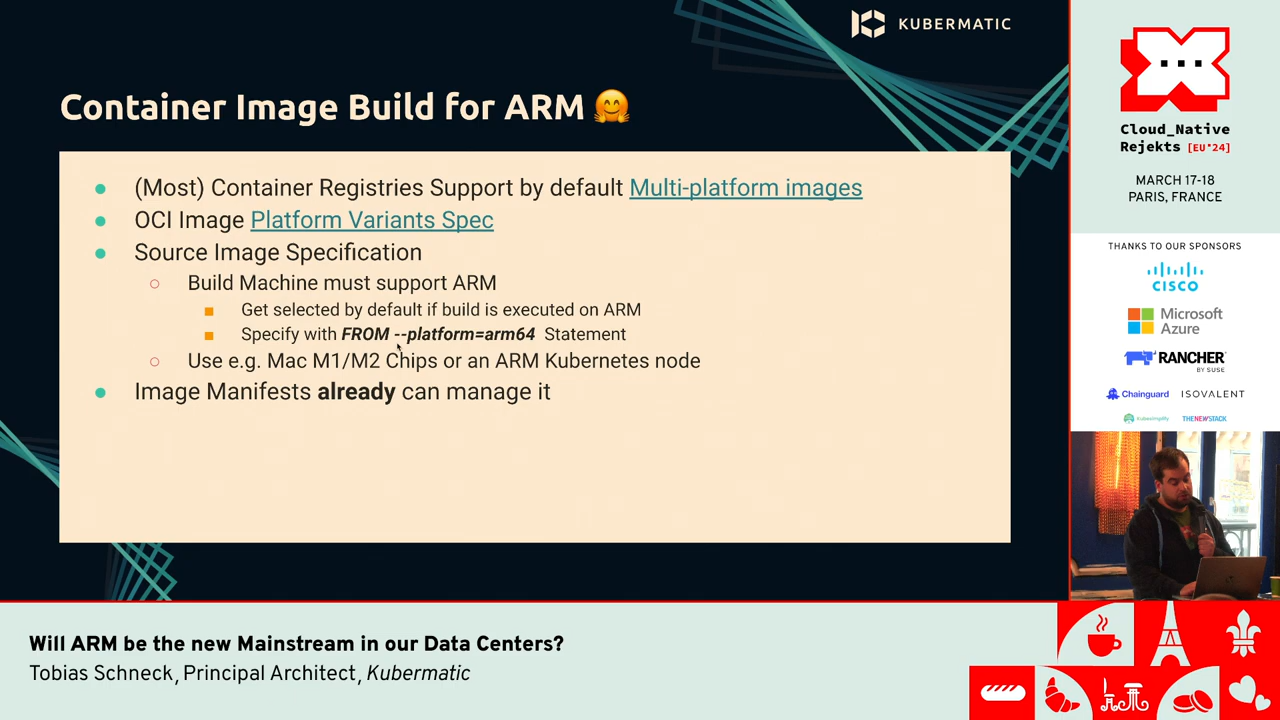 KUBERMATIC
Container Image Build for ARM 🤗
(Most) Container Registries Support by default Multi-platform images
OCI Image Platform Variants Spec
Source Image Specification
Build Machine must support ARM
Get selected by default if build is executed on ARM
Specify with FROM --platform=arm64 Statement
Use e.g. Mac M1/M2 Chips or an ARM Kubernetes node
Image Manifests already can manage it
Cloud_Native
Rejekts [EU*24]
MARCH 17-18
PARIS, FRANCE
THANKS TO OUR SPONSORS
CISCO
Microsoft
Azure
RANCHER
BY SUSE
Chainguard
ISOVALENT
Kubesimplify
THENEWSTACK
Will ARM be the new Mainstream in our Data Centers?
Tobias Schneck, Principal Architect, Kubermatic